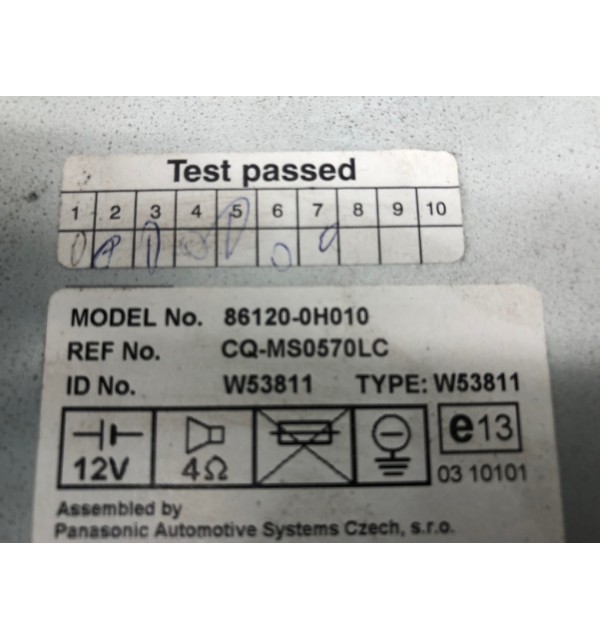 Test passed
1 2 3 4 5 6 7 8 9 10
MODEL No. 86120-0H010
REF No. CQ-MS0570LC
ID No. W53811 TYPE: W53811
12V 4Ω e13
03 10101
Assembled by
Panasonic Automotive Systems Czech, s.r.o.